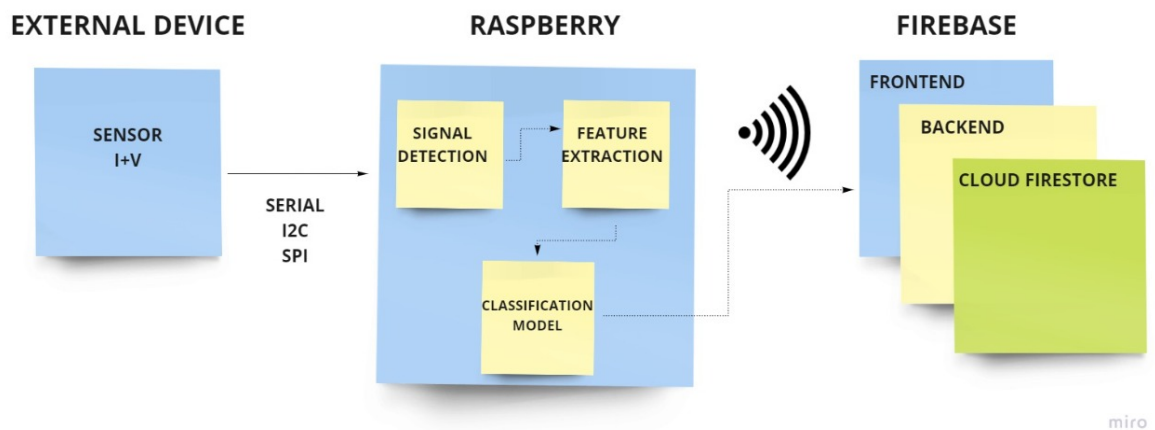 EXTERNAL DEVICE
RASPBERRY
FIREBASE
SENSOR
I+V
SERIAL
I2C
SPI
SIGNAL
DETECTION
FEATURE
EXTRACTION
CLASSIFICATION
MODEL
FRONTEND
BACKEND
CLOUD FIRESTORE
miro